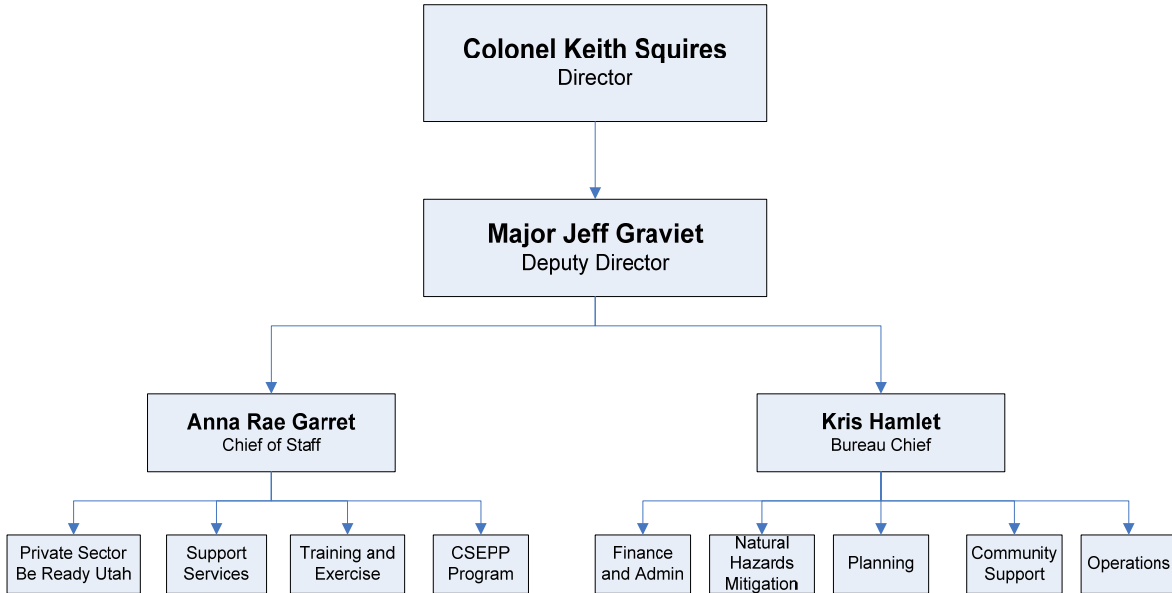 Colonel Keith Squires
Director
Major Jeff Graviet
Deputy Director
Anna Rae Garret
Chief of Staff
Kris Hamlet
Bureau Chief
Private Sector
Be Ready Utah
Support
Services
Training and
Exercise
CSEPP
Program
Finance
and Admin
Natural
Hazards
Mitigation
Planning
Community
Support
Operations